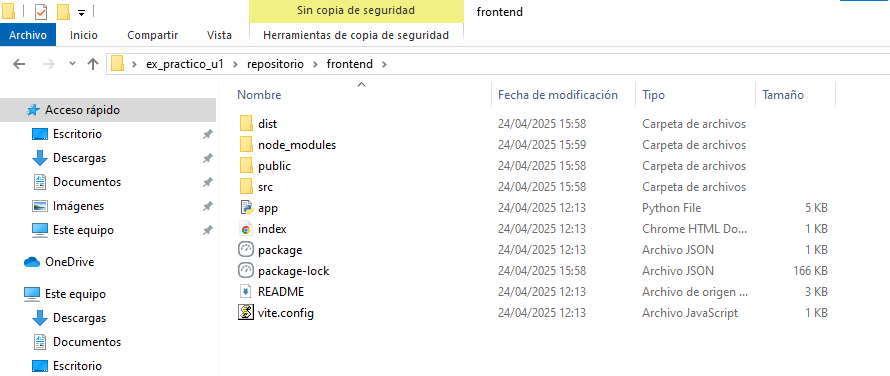 Sin copia de seguridad
frontend
Archivo
Inicio
Compartir
Vista
Herramientas de copia de seguridad
ex_practico_u1
repositorio
frontend
Acceso rápido
Escritorio
Descargas
Documentos
Imágenes
Este equipo
OneDrive
Este equipo
Descargas
Documentos
Escritorio
Nombre Fecha de modificación Tipo Tamaño
dist 24/04/2025 15:58 Carpeta de archivos
node_modules 24/04/2025 15:59 Carpeta de archivos
public 24/04/2025 15:58 Carpeta de archivos
src 24/04/2025 15:58 Carpeta de archivos
app 24/04/2025 12:13 Python File 5 KB
index 24/04/2025 12:13 Chrome HTML Do... 1 KB
package 24/04/2025 12:13 Archivo JSON 1 KB
package-lock 24/04/2025 15:58 Archivo JSON 166 KB
README 24/04/2025 12:13 Archivo de origen ... 3 KB
vite.config 24/04/2025 12:13 Archivo JavaScript 1 KB